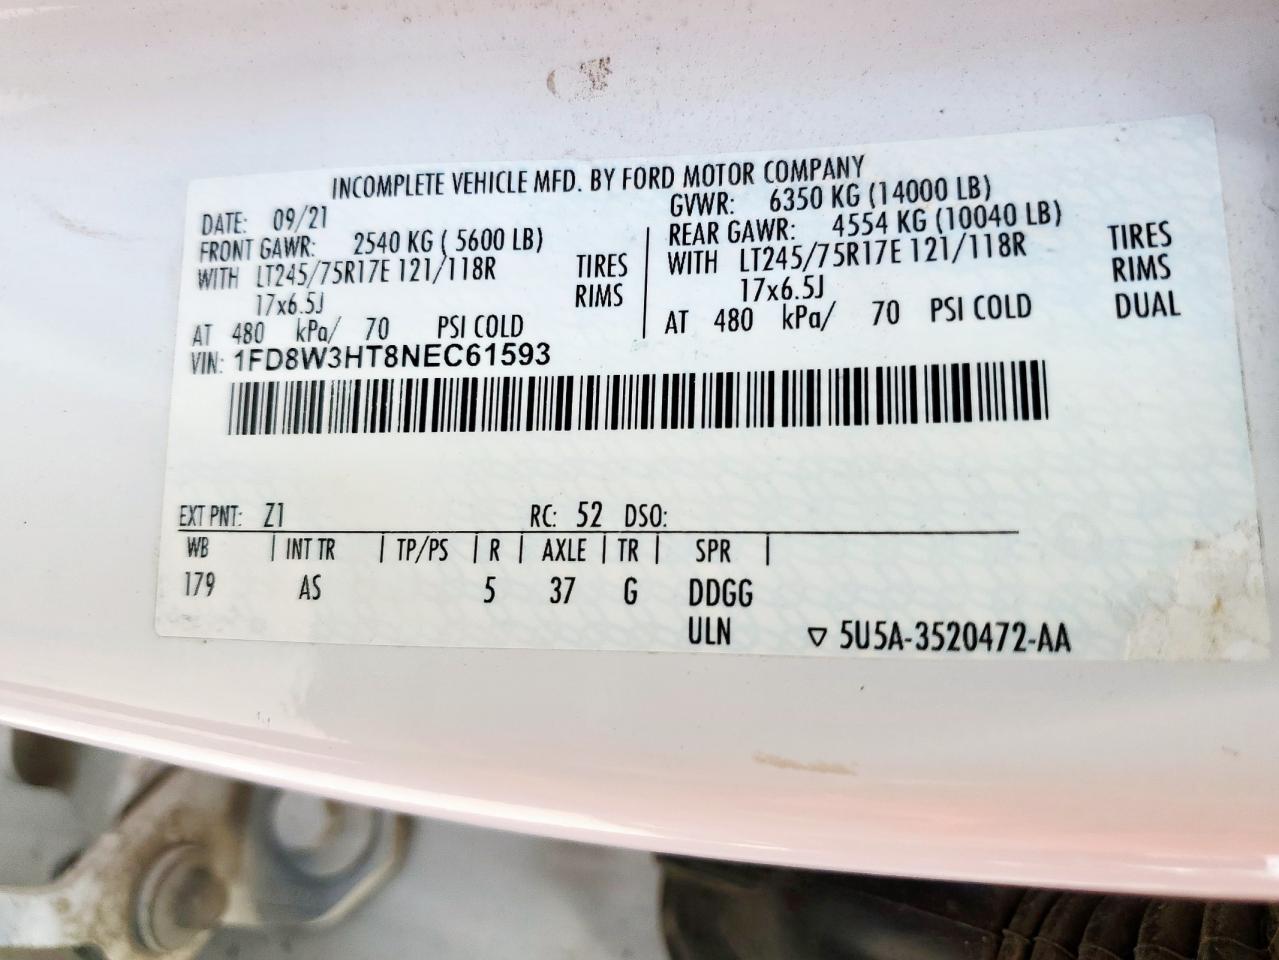 INCOMPLETE VEHICLE MFD. BY FORD MOTOR COMPANY
DATE: 09/21 GVWR: 6350 KG (14000 LB)
FRONT GAWR: 2540 KG ( 5600 LB) REAR GAWR: 4554 KG (10040 LB)
WITH LT245/75R17E 121/118R TIRES WITH LT245/75R17E 121/118R TIRES
17x6.5J RIMS 17x6.5J RIMS
AT 480 kPa/ 70 PSI COLD AT 480 kPa/ 70 PSI COLD DUAL
VIN: 1FD8W3HT8NEC61593
EXT PNT: Z1 RC: 52 DSO:
WB | INT TR | TP/PS | R | AXLE | TR | SPR |
179 AS 5 37 G DDGG
ULN ▽ 5U5A-3520472-AA